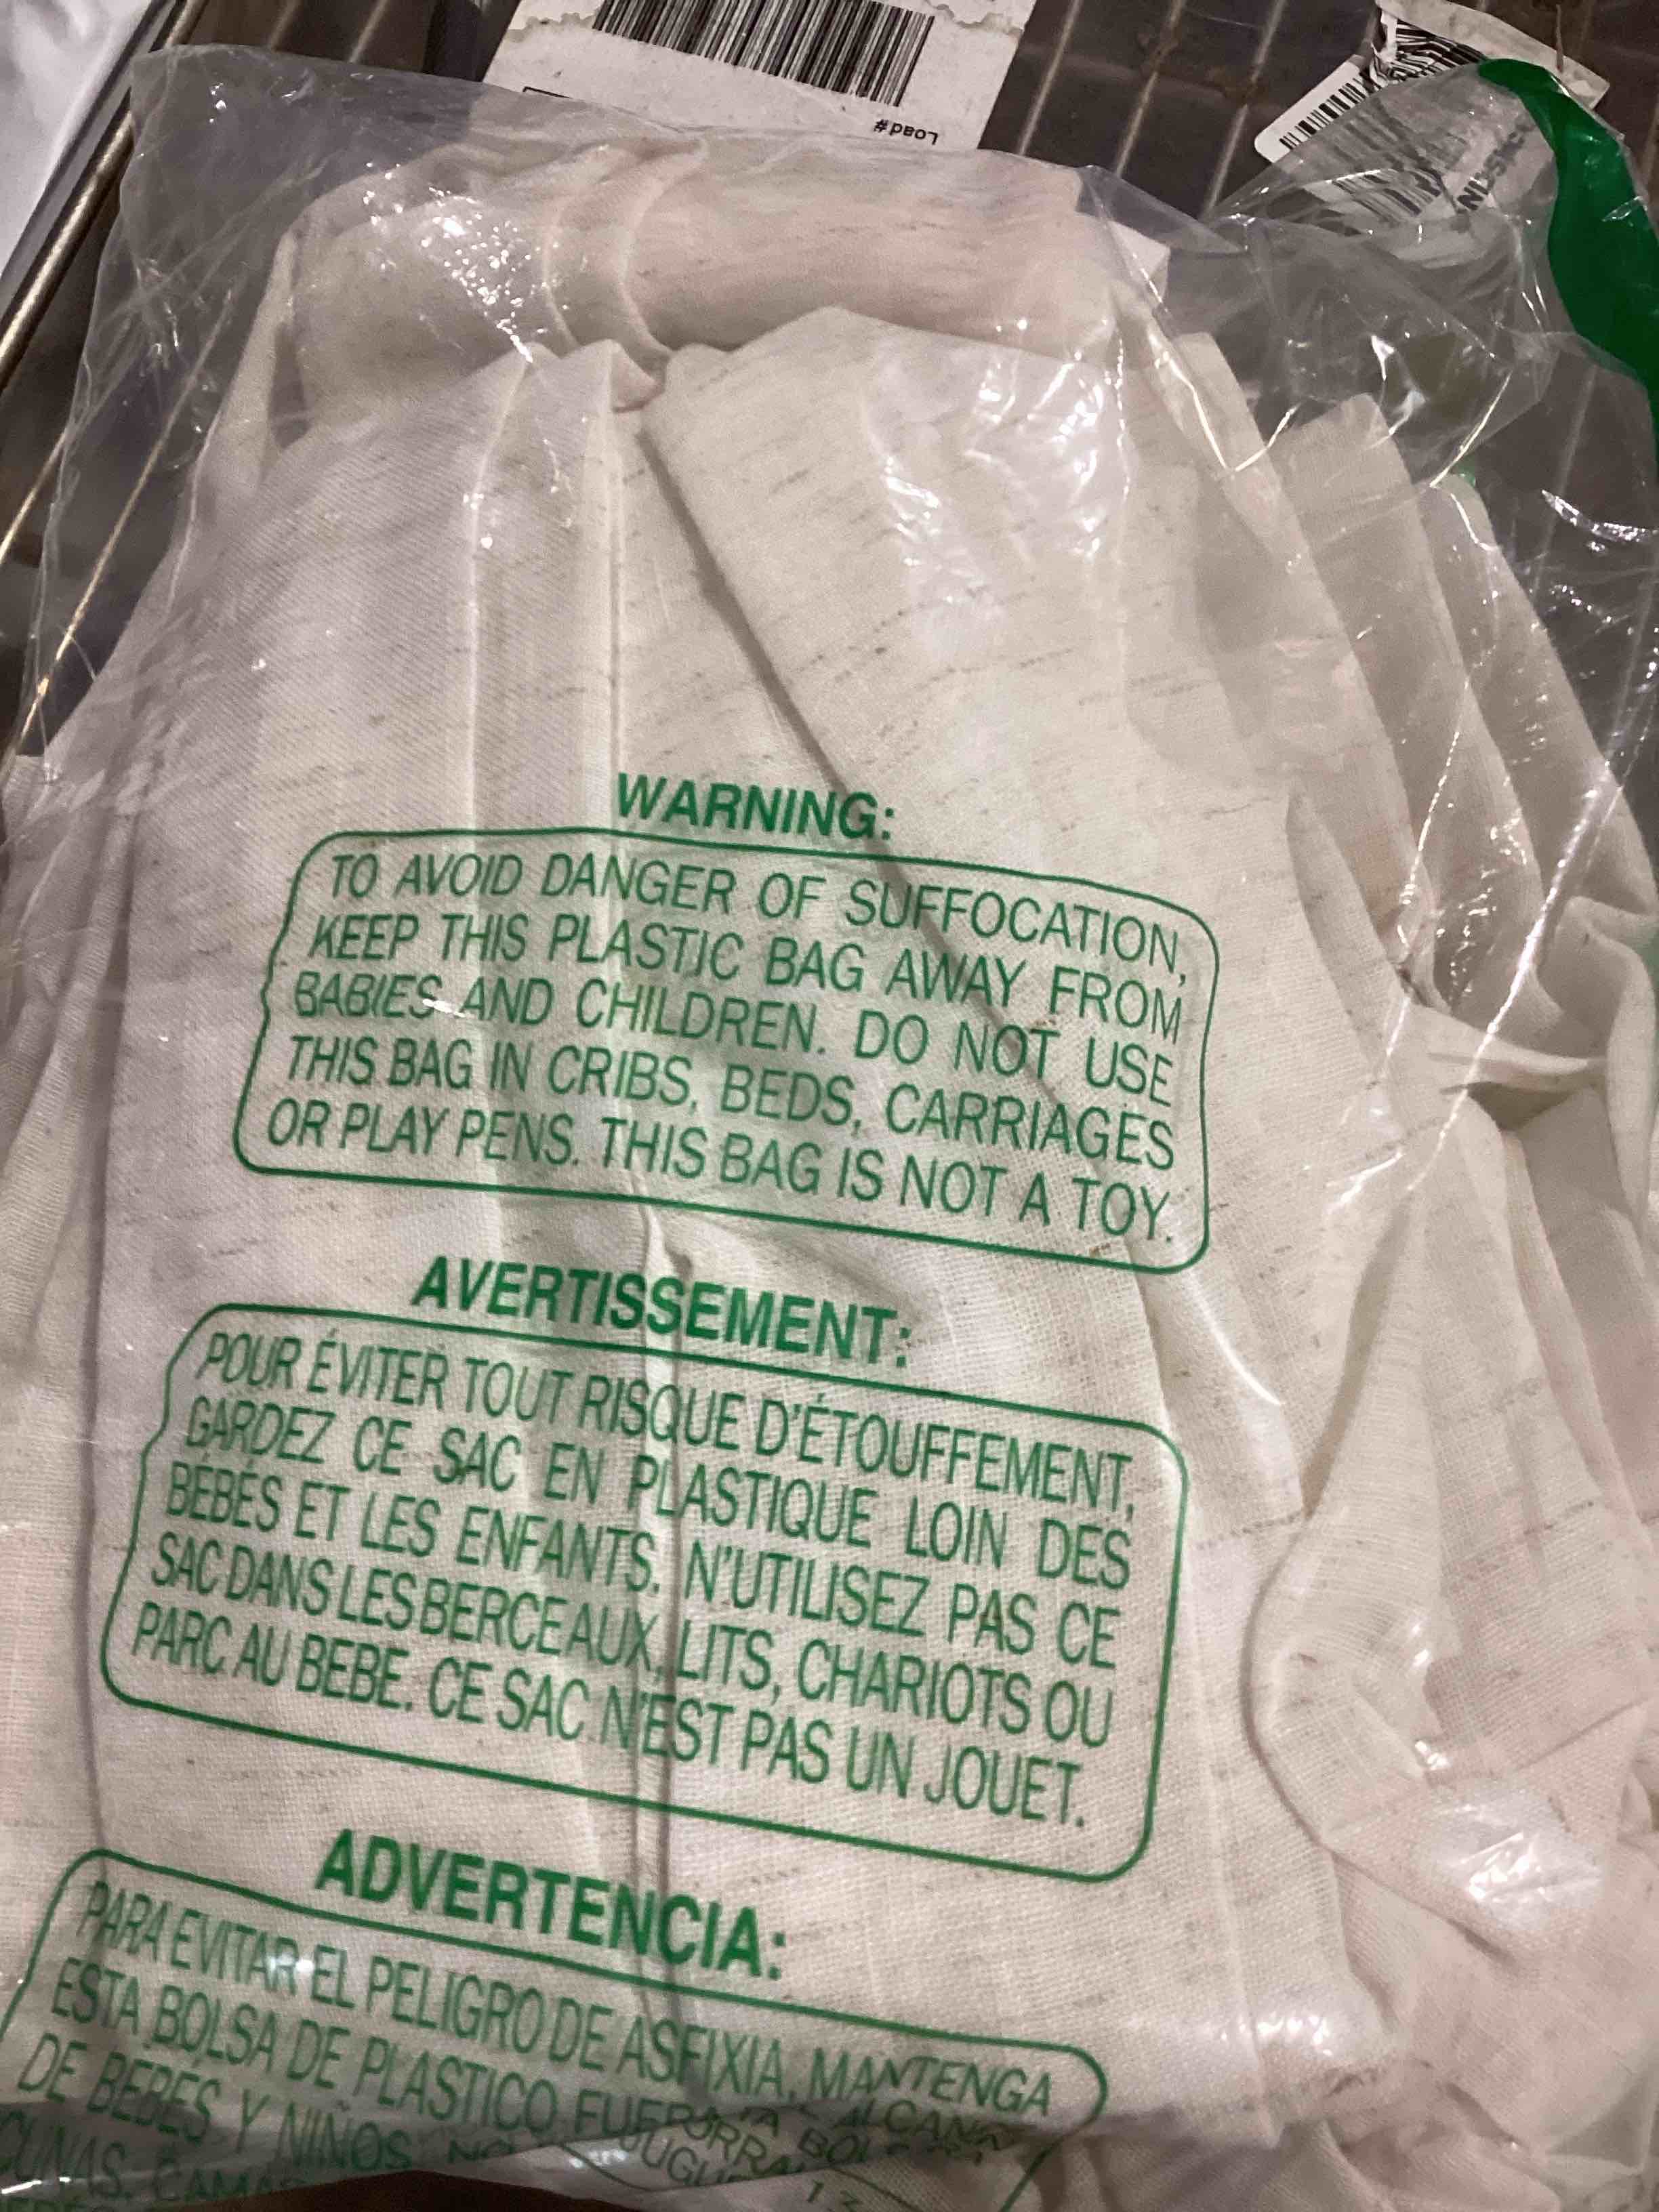 Load #
WARNING:
TO AVOID DANGER OF SUFFOCATION,
KEEP THIS PLASTIC BAG AWAY FROM
BABIES AND CHILDREN. DO NOT USE
THIS BAG IN CRIBS, BEDS, CARRIAGES
OR PLAY PENS. THIS BAG IS NOT A TOY.
AVERTISSEMENT:
POUR ÉVITER TOUT RISQUE D'ÉTOUFFEMENT,
GARDEZ CE SAC EN PLASTIQUE LOIN DES
BÉBÉS ET LES ENFANTS. N'UTILISEZ PAS CE
SAC DANS LES BERCEAUX, LITS, CHARIOTS OU
PARC AU BEBE. CE SAC N'EST PAS UN JOUET.
ADVERTENCIA:
PARA EVITAR EL PELIGRO DE ASFIXIA, MANTENGA
ESTA BOLSA DE PLASTICO FUERA
DE BÉBÉS Y NIÑOS NO